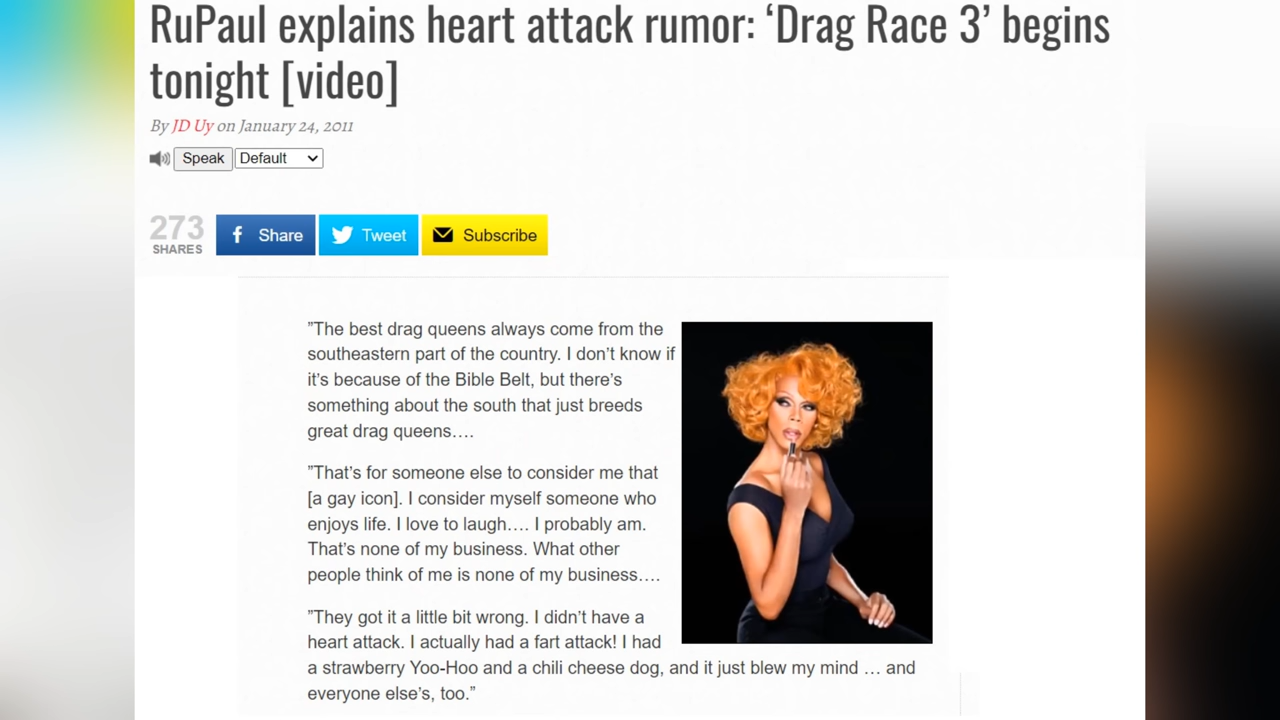 RuPaul explains heart attack rumor: ‘Drag Race 3’ begins
tonight [video]
By JD Uy on January 24, 2011
Speak Default
273
SHARES
Share Tweet Subscribe
”The best drag queens always come from the
southeastern part of the country. I don’t know if
it’s because of the Bible Belt, but there’s
something about the south that just breeds
great drag queens….
”That’s for someone else to consider me that
[a gay icon]. I consider myself someone who
enjoys life. I love to laugh…. I probably am.
That’s none of my business. What other
people think of me is none of my business….
”They got it a little bit wrong. I didn’t have a
heart attack. I actually had a fart attack! I had
a strawberry Yoo-Hoo and a chili cheese dog, and it just blew my mind … and
everyone else’s, too.”